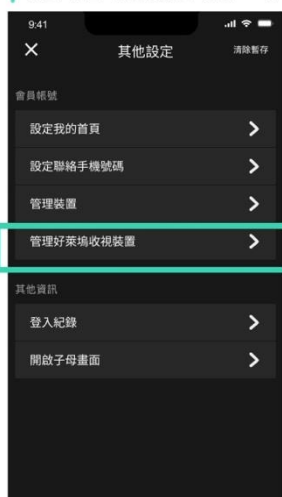 9:41
其他設定
清除暫存
會員帳號
設定我的首頁
設定聯絡手機號碼
管理裝置
管理好萊塢收視裝置
其他資訊
登入紀錄
開啟子母畫面